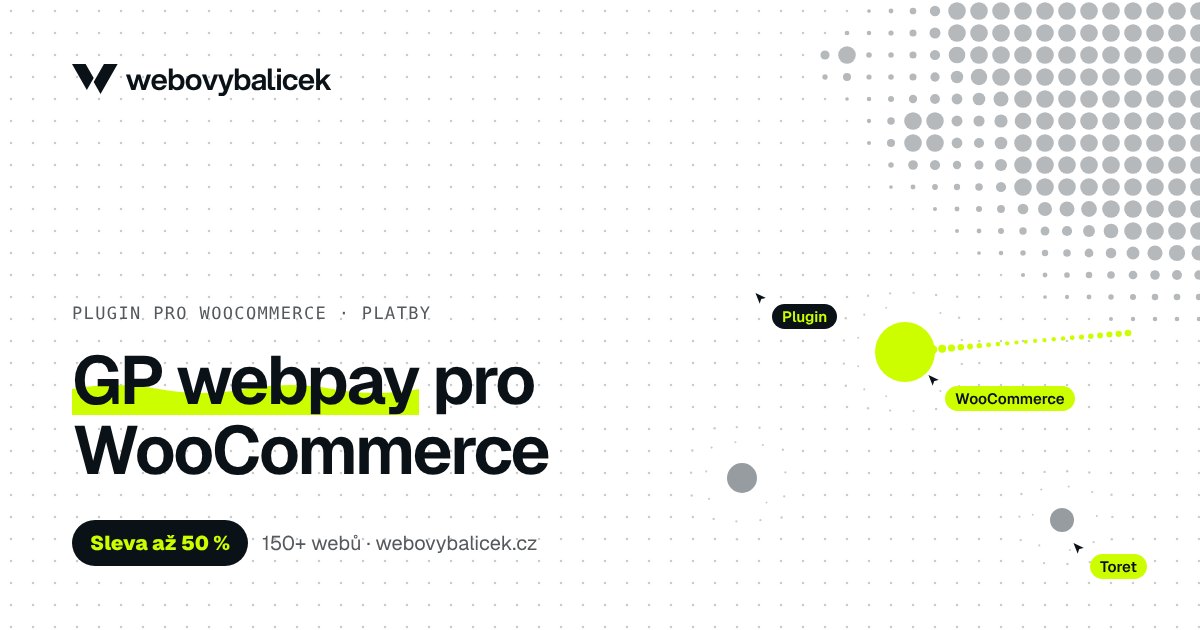 webovybalicek
PLUGIN PRO WOOCOMMERCE · PLATBY
GP webpay pro
WooCommerce
Sleva až 50 %
150+ webů · webovybalicek.cz
Plugin
WooCommerce
Toret